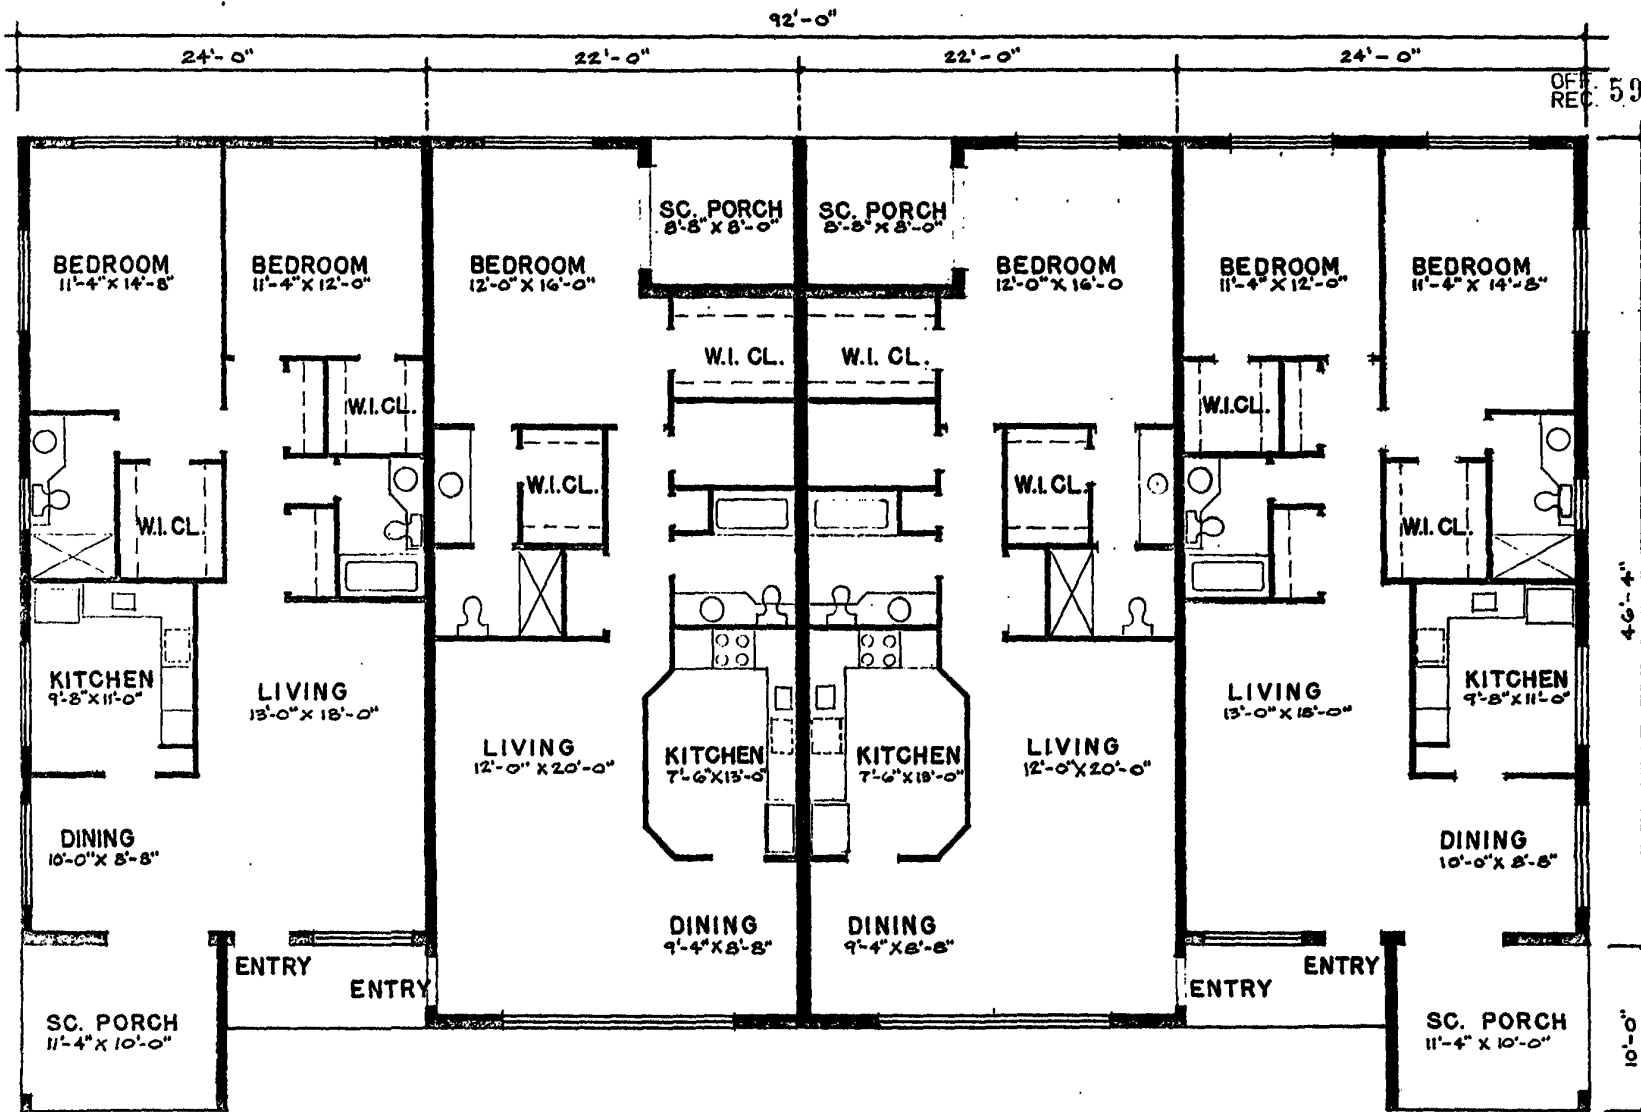 92'-0"
24'-0" 22'-0" 22'-0" 24'-0"
OFF. REC. 59
SC. PORCH
8'-8" X 8'-0"
SC. PORCH
8'-8" X 8'-0"
BEDROOM
11'-4" X 14'-8"
BEDROOM
11'-4" X 12'-0"
BEDROOM
12'-0" X 16'-0"
BEDROOM
12'-0" X 16'-0
BEDROOM
11'-4" X 12'-0"
BEDROOM
11'-4" X 14'-8"
W.I. CL.
W.I. CL.
W.I.CL.
W.I.CL.
W.I.CL.
W.I.CL.
W.I.CL.
W.I.CL.
46'-4"
KITCHEN
9'-8" X 11'-0"
LIVING
13'-0" X 18'-0"
LIVING
12'-0" X 20'-0"
KITCHEN
7'-6" X 13'-0"
KITCHEN
7'-6" X 13'-0"
LIVING
12'-0" X 20'-0"
LIVING
13'-0" X 18'-0"
KITCHEN
9'-8" X 11'-0"
DINING
10'-0" X 8'-8"
DINING
9'-4" X 8'-8"
DINING
9'-4" X 8'-8"
DINING
10'-0" X 8'-8"
ENTRY
ENTRY
ENTRY
ENTRY
SC. PORCH
11'-4" X 10'-0"
SC. PORCH
11'-4" X 10'-0"
10'-0"